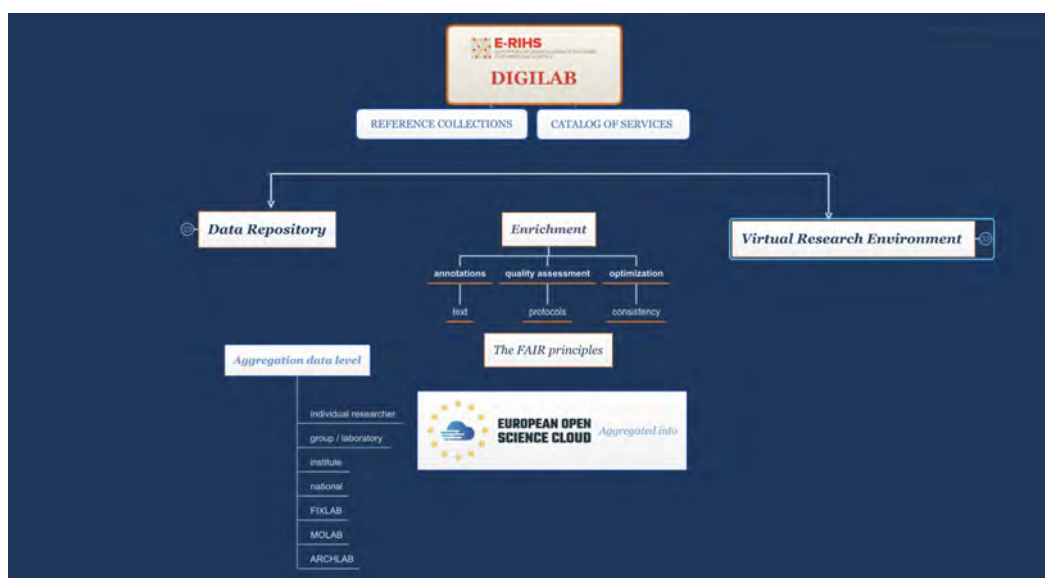 E-RIHS
DIGILAB
REFERENCE COLLECTIONS
CATALOG OF SERVICES
Data Repository
Enrichment
Virtual Research Environment
annotations
quality assessment
optimization
text
protocols
consistency
The FAIR principles
Aggregation data level
individual researcher
group / laboratory
institute
national
FIXLAB
MOLAB
ARCHLAB
EUROPEAN OPEN
SCIENCE CLOUD
Aggregated into